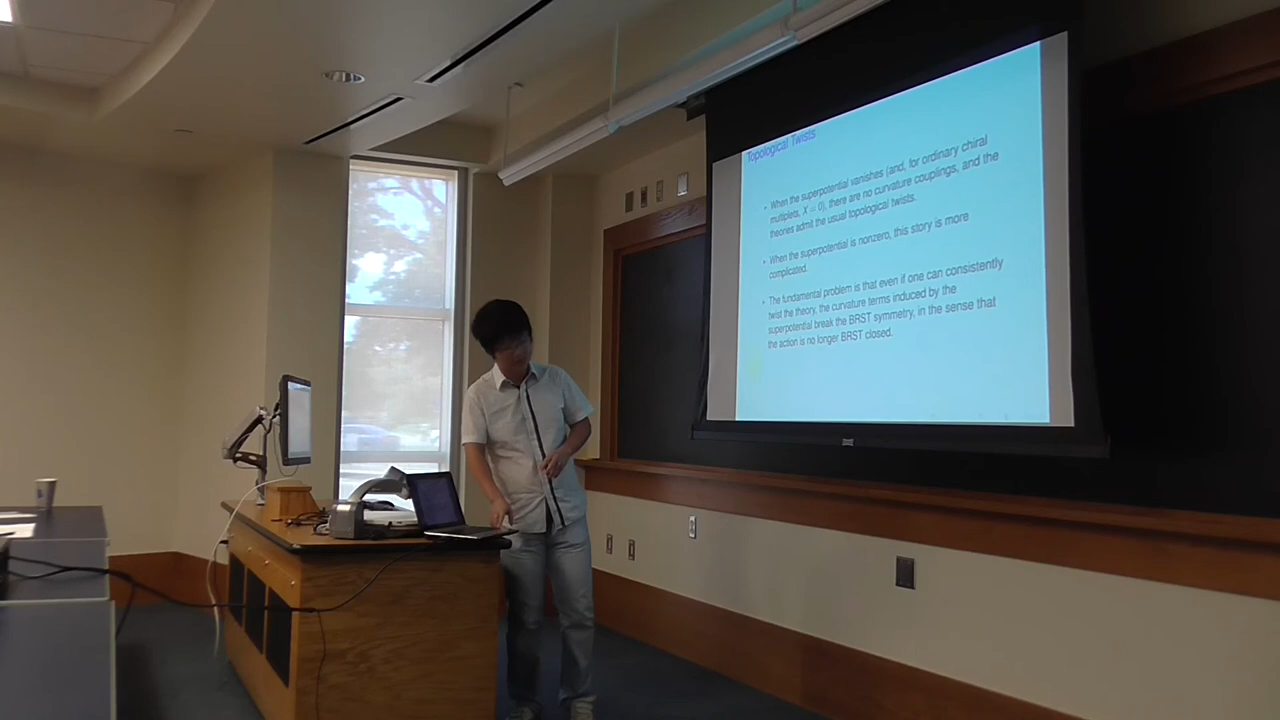 Topological Twists
• When the superpotential vanishes (and, for ordinary chiral
multiplets, X = 0), there are no curvature couplings, and the
theories admit the usual topological twists.
• When the superpotential is nonzero, this story is more
complicated.
• The fundamental problem is that even if one can consistently
twist the theory, the curvature terms induced by the
superpotential break the BRST symmetry, in the sense that
the action is no longer BRST closed.